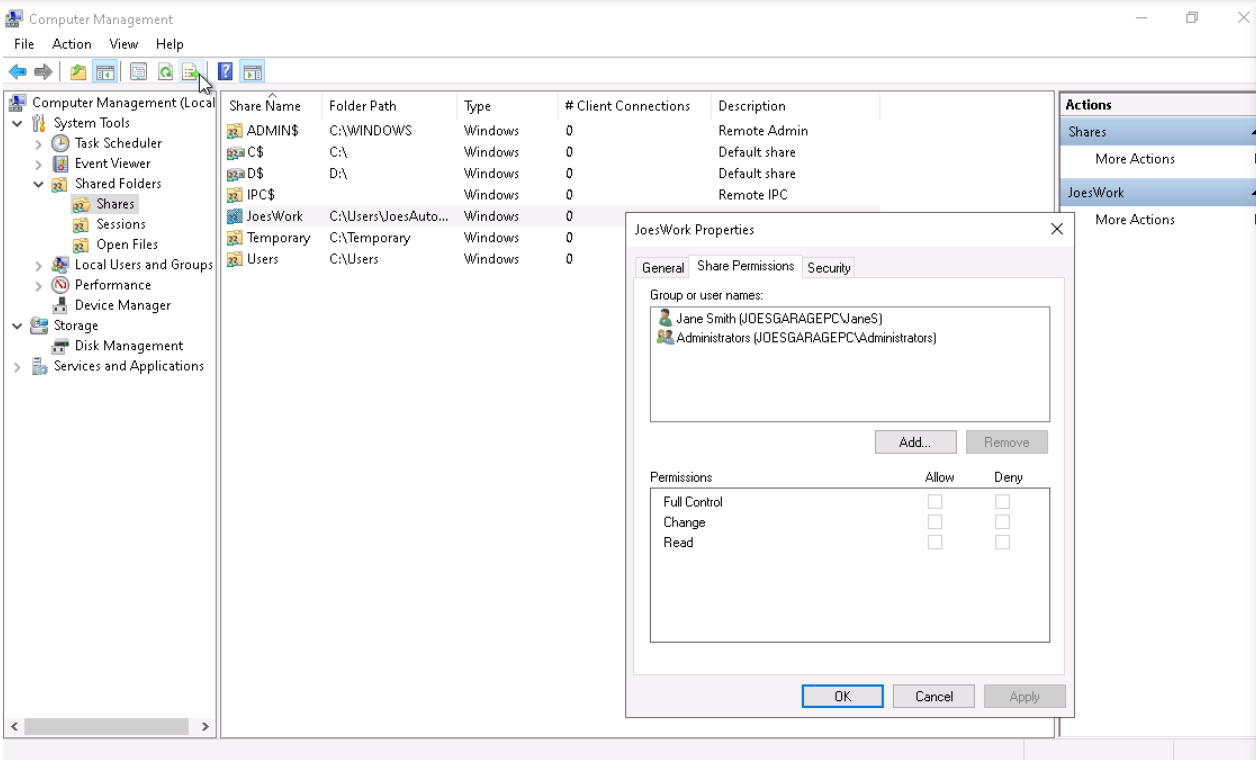 Computer Management
File Action View Help
Computer Management (Local
System Tools
Task Scheduler
Event Viewer
Shared Folders
Shares
Sessions
Open Files
Local Users and Groups
Performance
Device Manager
Storage
Disk Management
Services and Applications
Share Name Folder Path Type # Client Connections Description
ADMIN$ C:\WINDOWS Windows 0 Remote Admin
C$ C:\ Windows 0 Default share
D$ D:\ Windows 0 Default share
IPC$ Windows 0 Remote IPC
JoesWork C:\Users\JoesAuto... Windows 0
Temporary C:\Temporary Windows 0
Users C:\Users Windows 0
JoesWork Properties
General Share Permissions Security
Group or user names:
Jane Smith (JOESGARAGEPC\JaneS)
Administrators (JOESGARAGEPC\Administrators)
Add... Remove
Permissions Allow Deny
Full Control
Change
Read
OK Cancel Apply
Actions
Shares
More Actions
JoesWork
More Actions